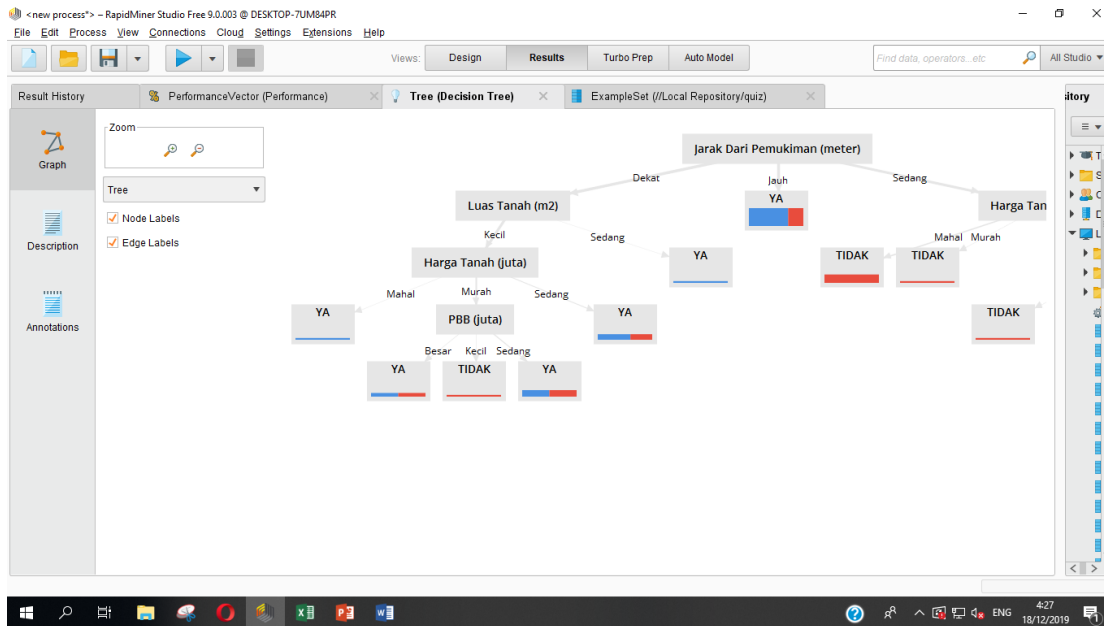 <new process*> – RapidMiner Studio Free 9.0.003 @ DESKTOP-7UM84PR
File Edit Process View Connections Cloud Settings Extensions Help
Views: Design Results Turbo Prep Auto Model Find data, operators...etc All Studio
Result History PerformanceVector (Performance) Tree (Decision Tree) ExampleSet (//Local Repository/quiz) itory
Zoom
Graph
Tree
Node Labels
Edge Labels
Description
Annotations
Jarak Dari Pemukiman (meter)
Dekat Jauh Sedang
Luas Tanah (m2) YA Harga Tan
Kecil Sedang Mahal Murah
Harga Tanah (juta) YA TIDAK TIDAK
Mahal Murah Sedang
YA PBB (juta) YA TIDAK
Besar Kecil Sedang
YA TIDAK YA
ENG 4:27
18/12/2019